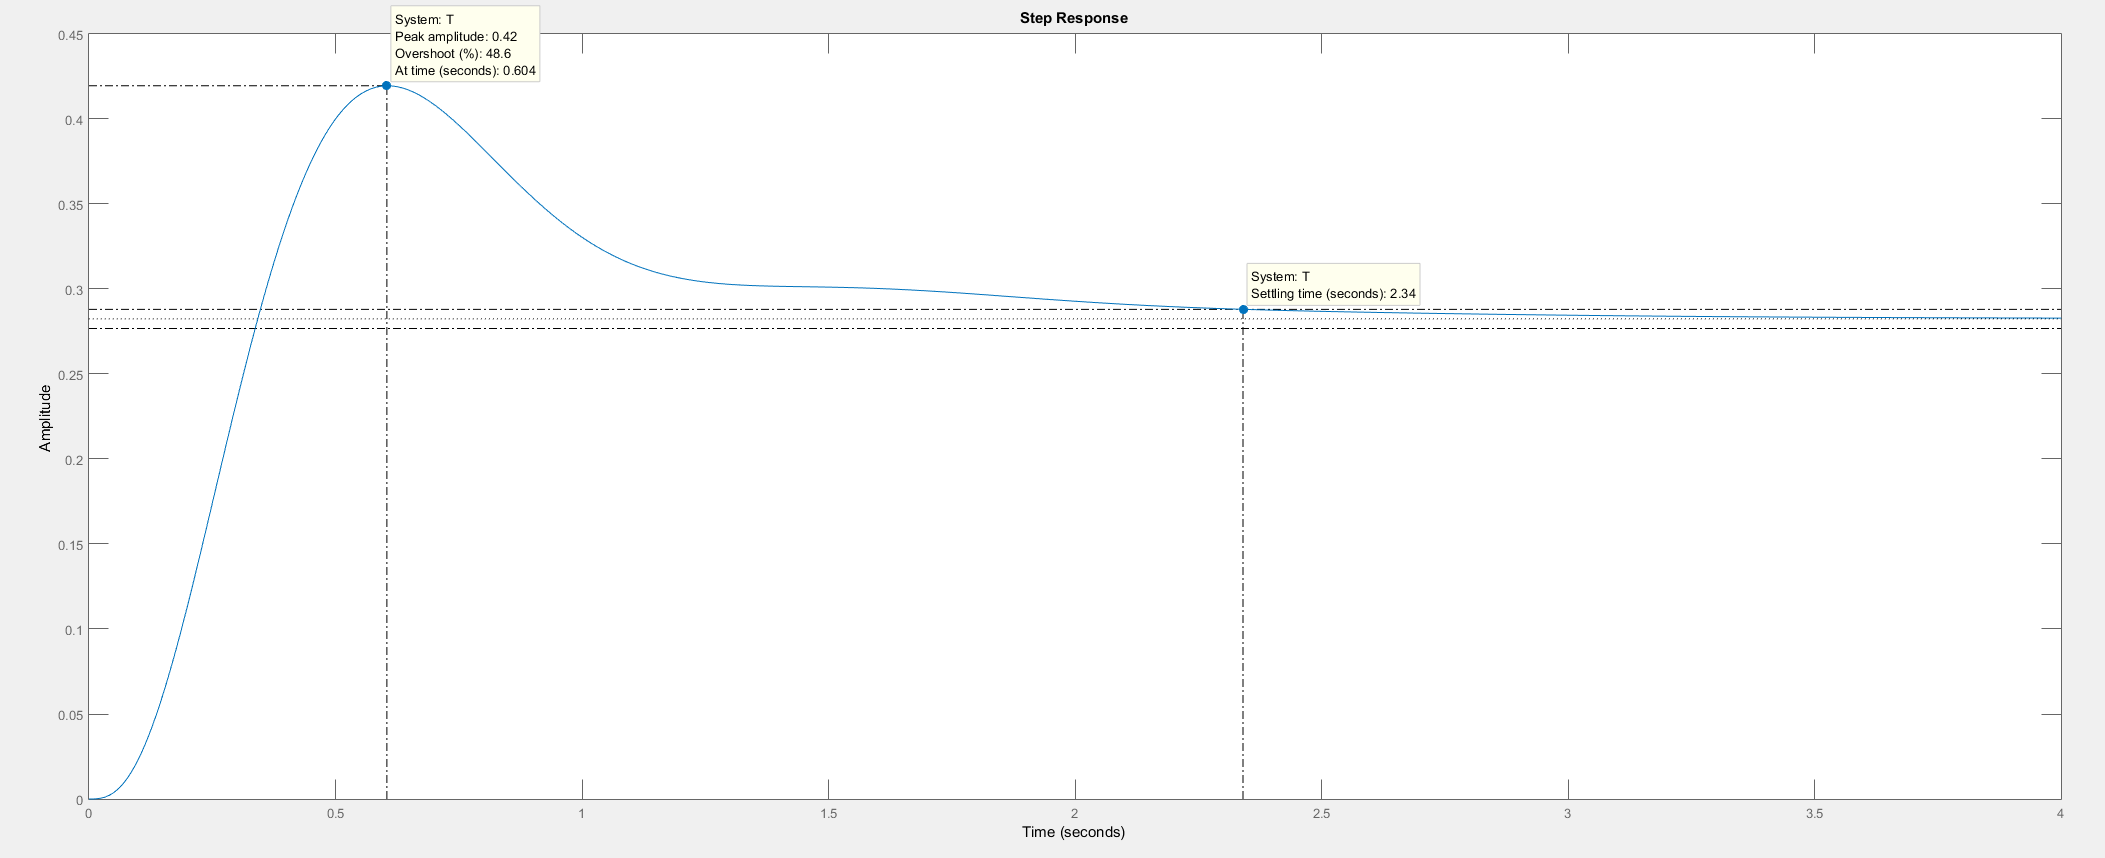 Step Response
System: T
Peak amplitude: 0.42
Overshoot (%): 48.6
At time (seconds): 0.604
System: T
Settling time (seconds): 2.34
Amplitude
0.45
0.4
0.35
0.3
0.25
0.2
0.15
0.1
0.05
0
0
0.5
1
1.5
2
2.5
3
3.5
4
Time (seconds)